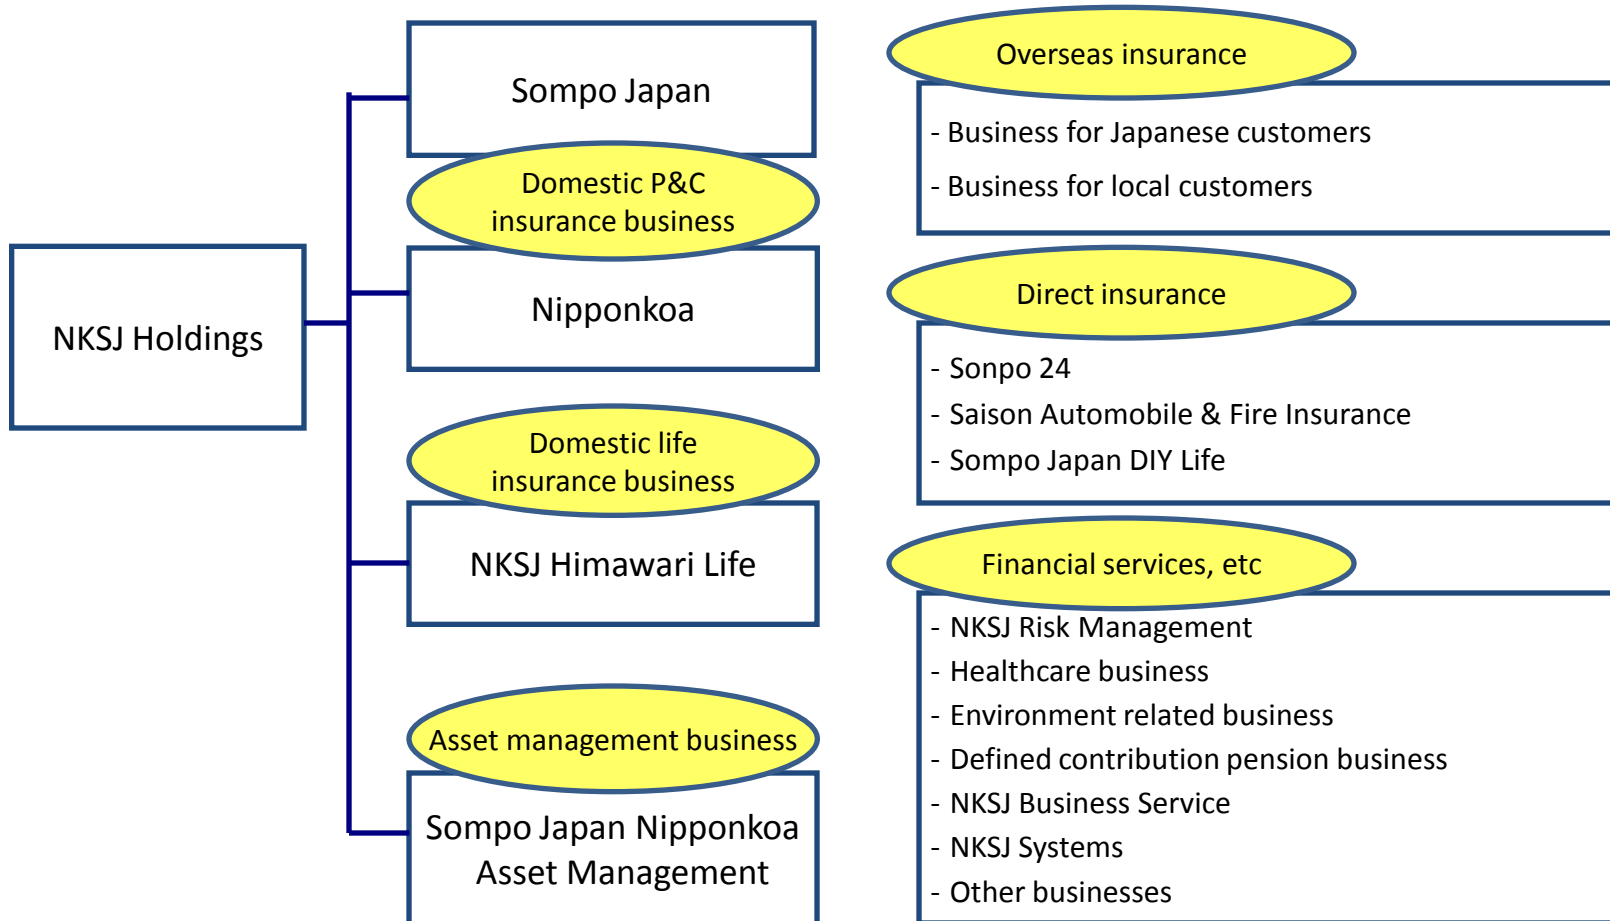 NKSJ Holdings
Sompo Japan
Domestic P&C
insurance business
Nipponkoa
Domestic life
insurance business
NKSJ Himawari Life
Asset management business
Sompo Japan Nipponkoa
Asset Management
Overseas insurance
- Business for Japanese customers
- Business for local customers
Direct insurance
- Sonpo 24
- Saison Automobile & Fire Insurance
- Sompo Japan DIY Life
Financial services, etc
- NKSJ Risk Management
- Healthcare business
- Environment related business
- Defined contribution pension business
- NKSJ Business Service
- NKSJ Systems
- Other businesses